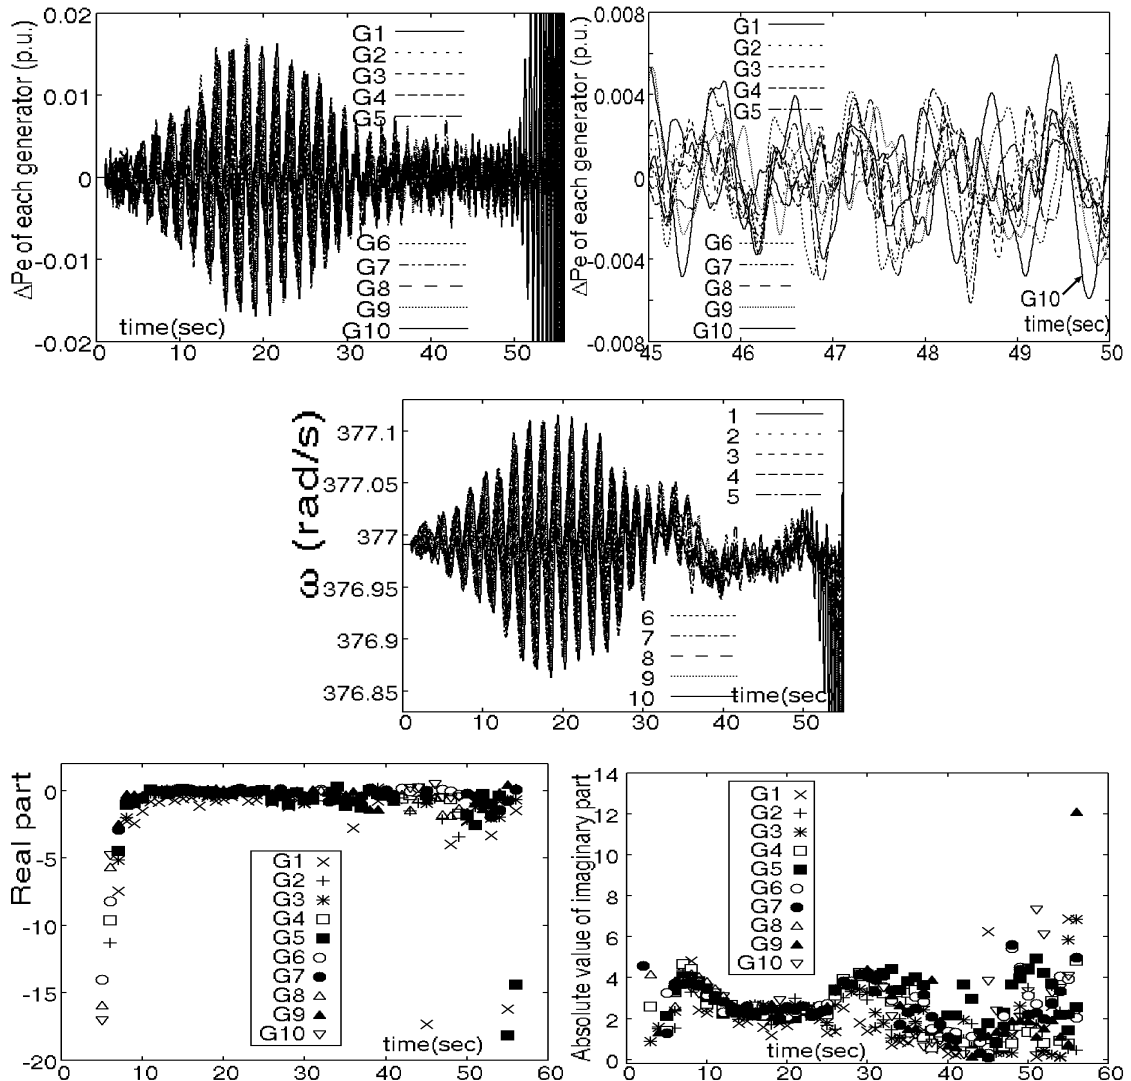 ΔPe of each generator (p.u.)
0.02
0.01
0
-0.01
-0.02
G1
G2
G3
G4
G5
G6
G7
G8
G9
G10
time(sec)
0 10 20 30 40 50
ΔPe of each generator (p.u.)
0.008
0.004
0
-0.004
-0.008
G1
G2
G3
G4
G5
G6
G7
G8
G9
G10
G10
time(sec)
45 46 47 48 49 50
ω (rad/s)
377.1
377.05
377
376.95
376.9
376.85
1
2
3
4
5
6
7
8
9
10
time(sec
0 10 20 30 40 50
Real part
0
-5
-10
-15
-20
G1
G2
G3
G4
G5
G6
G7
G8
G9
G10
time(sec)
0 10 20 30 40 50 60
Absolute value of imaginary part
14
12
10
8
6
4
2
0
G1
G2
G3
G4
G5
G6
G7
G8
G9
G10
time(sec)
0 10 20 30 40 50 60